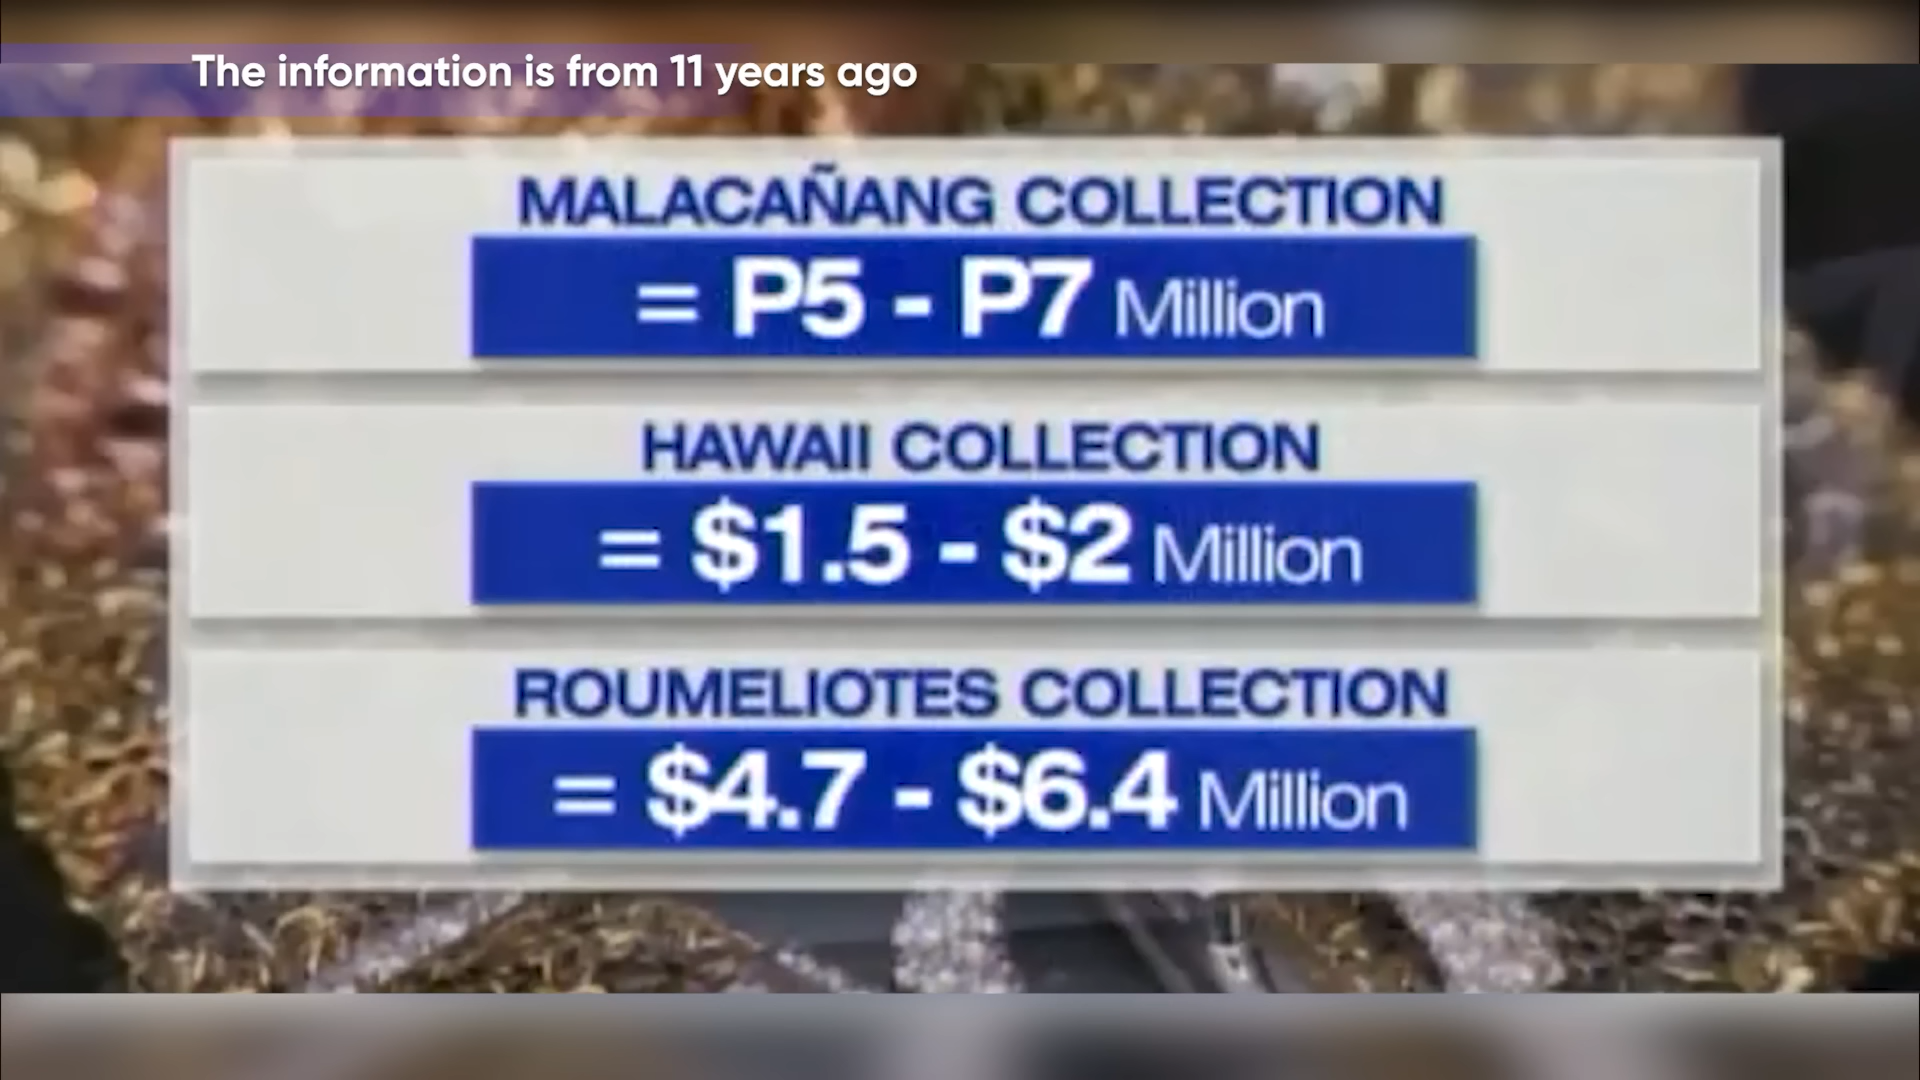 The information is from 11 years ago
MALACAÑANG COLLECTION
= P5 - P7 Million
HAWAII COLLECTION
= $1.5 - $2 Million
ROUMELIOTES COLLECTION
= $4.7 - $6.4 Million